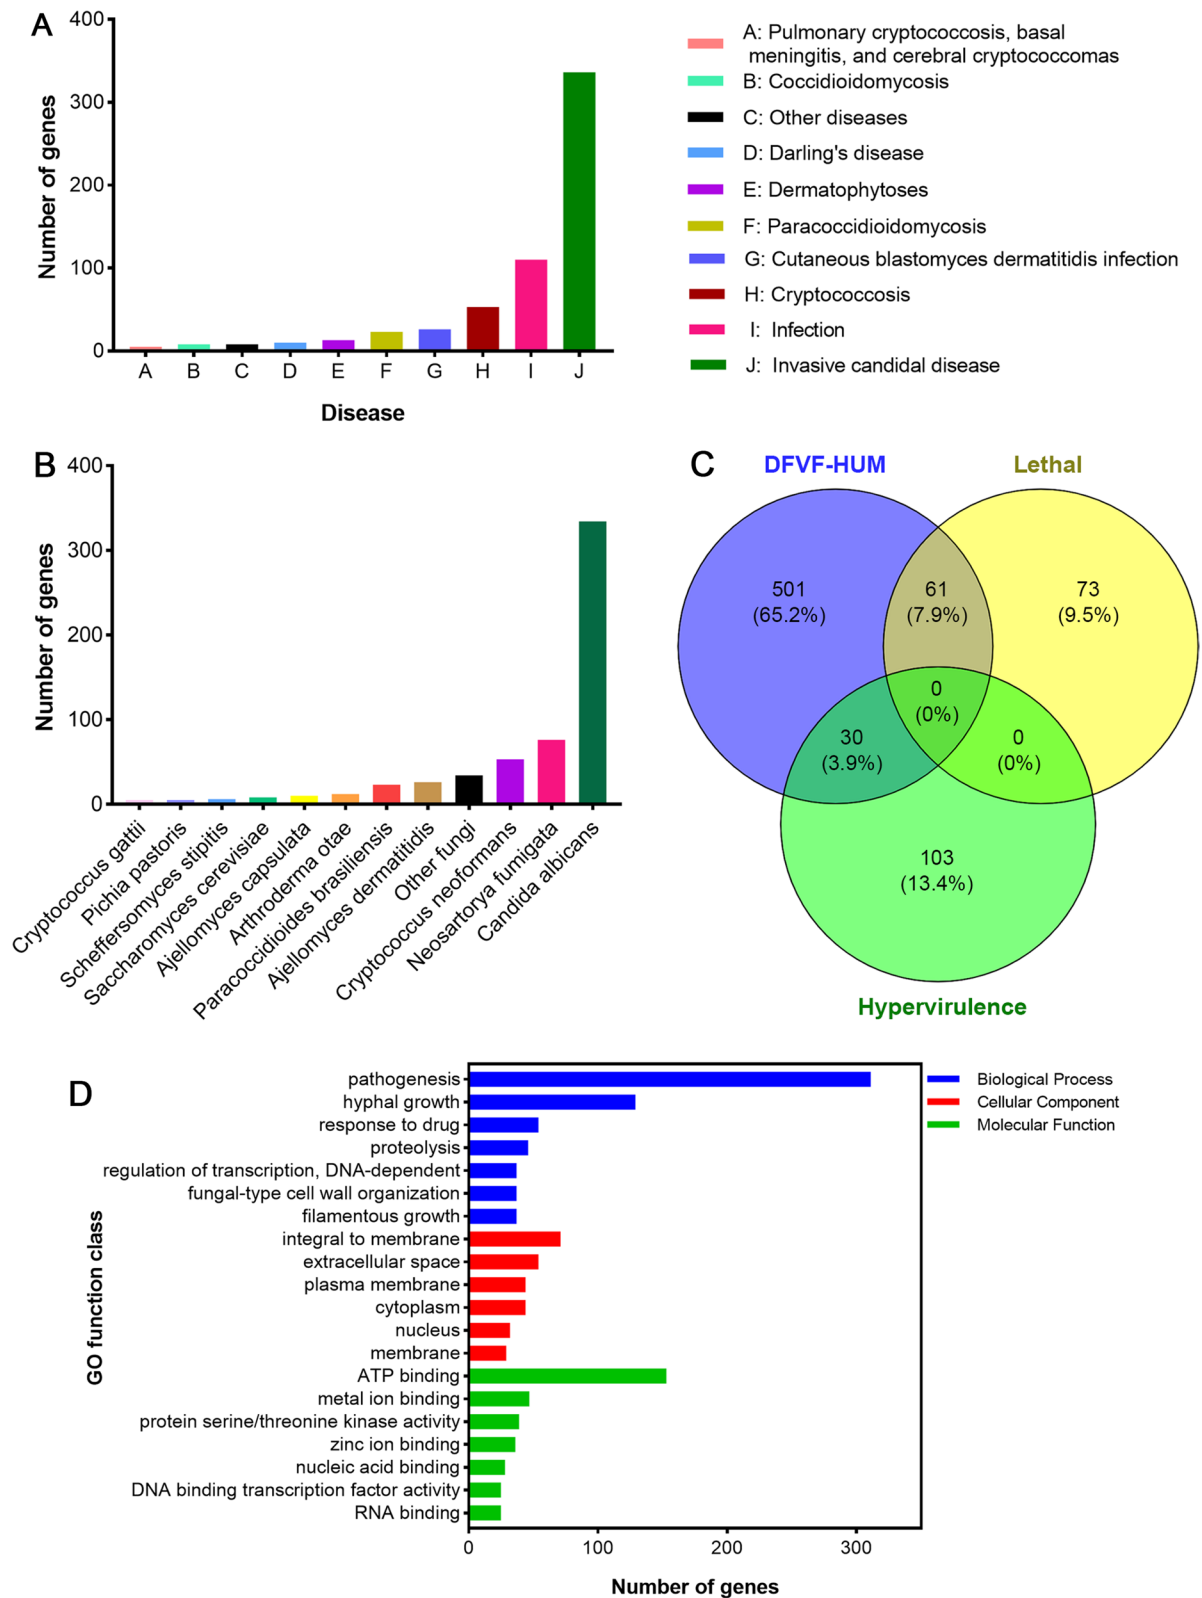 A
400
300
200
100
0
Number of genes
A B C D E F G H I J
Disease
A: Pulmonary cryptococcosis, basal
meningitis, and cerebral cryptococcomas
B: Coccidioidomycosis
C: Other diseases
D: Darling's disease
E: Dermatophytoses
F: Paracoccidioidomycosis
G: Cutaneous blastomyces dermatitidis infection
H: Cryptococcosis
I: Infection
J: Invasive candidal disease
B
400
300
200
100
0
Number of genes
Cryptococcus gattii
Pichia pastoris
Scheffersomyces stipitis
Saccharomyces cerevisiae
Ajellomyces capsulata
Arthroderma otae
Paracoccidioides brasiliensis
Ajellomyces dermatitidis
Other fungi
Cryptococcus neoformans
Neosartorya fumigata
Candida albicans
C
DFVF-HUM
Lethal
501
(65.2%)
61
(7.9%)
73
(9.5%)
0
(0%)
30
(3.9%)
0
(0%)
103
(13.4%)
Hypervirulence
D
GO function class
pathogenesis
hyphal growth
response to drug
proteolysis
regulation of transcription, DNA-dependent
fungal-type cell wall organization
filamentous growth
integral to membrane
extracellular space
plasma membrane
cytoplasm
nucleus
membrane
ATP binding
metal ion binding
protein serine/threonine kinase activity
zinc ion binding
nucleic acid binding
DNA binding transcription factor activity
RNA binding
0 100 200 300
Number of genes
Biological Process
Cellular Component
Molecular Function